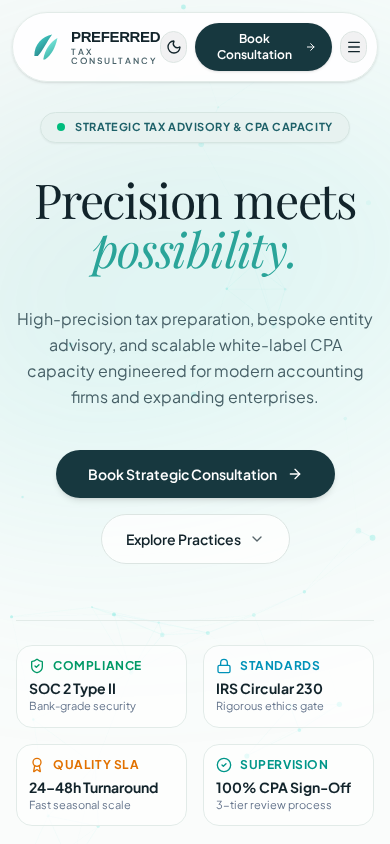 PREFERRED
TAX
CONSULTANCY
Book
Consultation
STRATEGIC TAX ADVISORY & CPA CAPACITY
Precision meets
possibility.
High-precision tax preparation, bespoke entity
advisory, and scalable white-label CPA
capacity engineered for modern accounting
firms and expanding enterprises.
Book Strategic Consultation
Explore Practices
COMPLIANCE
SOC 2 Type II
Bank-grade security
STANDARDS
IRS Circular 230
Rigorous ethics gate
QUALITY SLA
24–48h Turnaround
Fast seasonal scale
SUPERVISION
100% CPA Sign-Off
3-tier review process